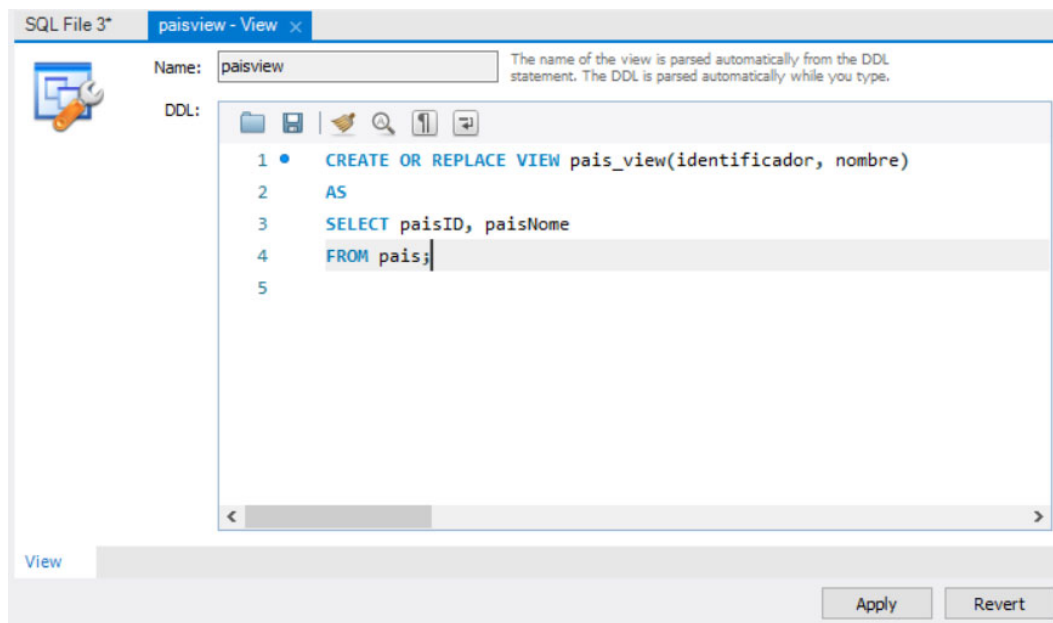 SQL File 3*
paisview - View ×
Name: paisview
The name of the view is parsed automatically from the DDL
statement. The DDL is parsed automatically while you type.
DDL:
1 CREATE OR REPLACE VIEW pais_view(identificador, nombre)
2 AS
3 SELECT paisID, paisNome
4 FROM pais;
5
View
Apply
Revert